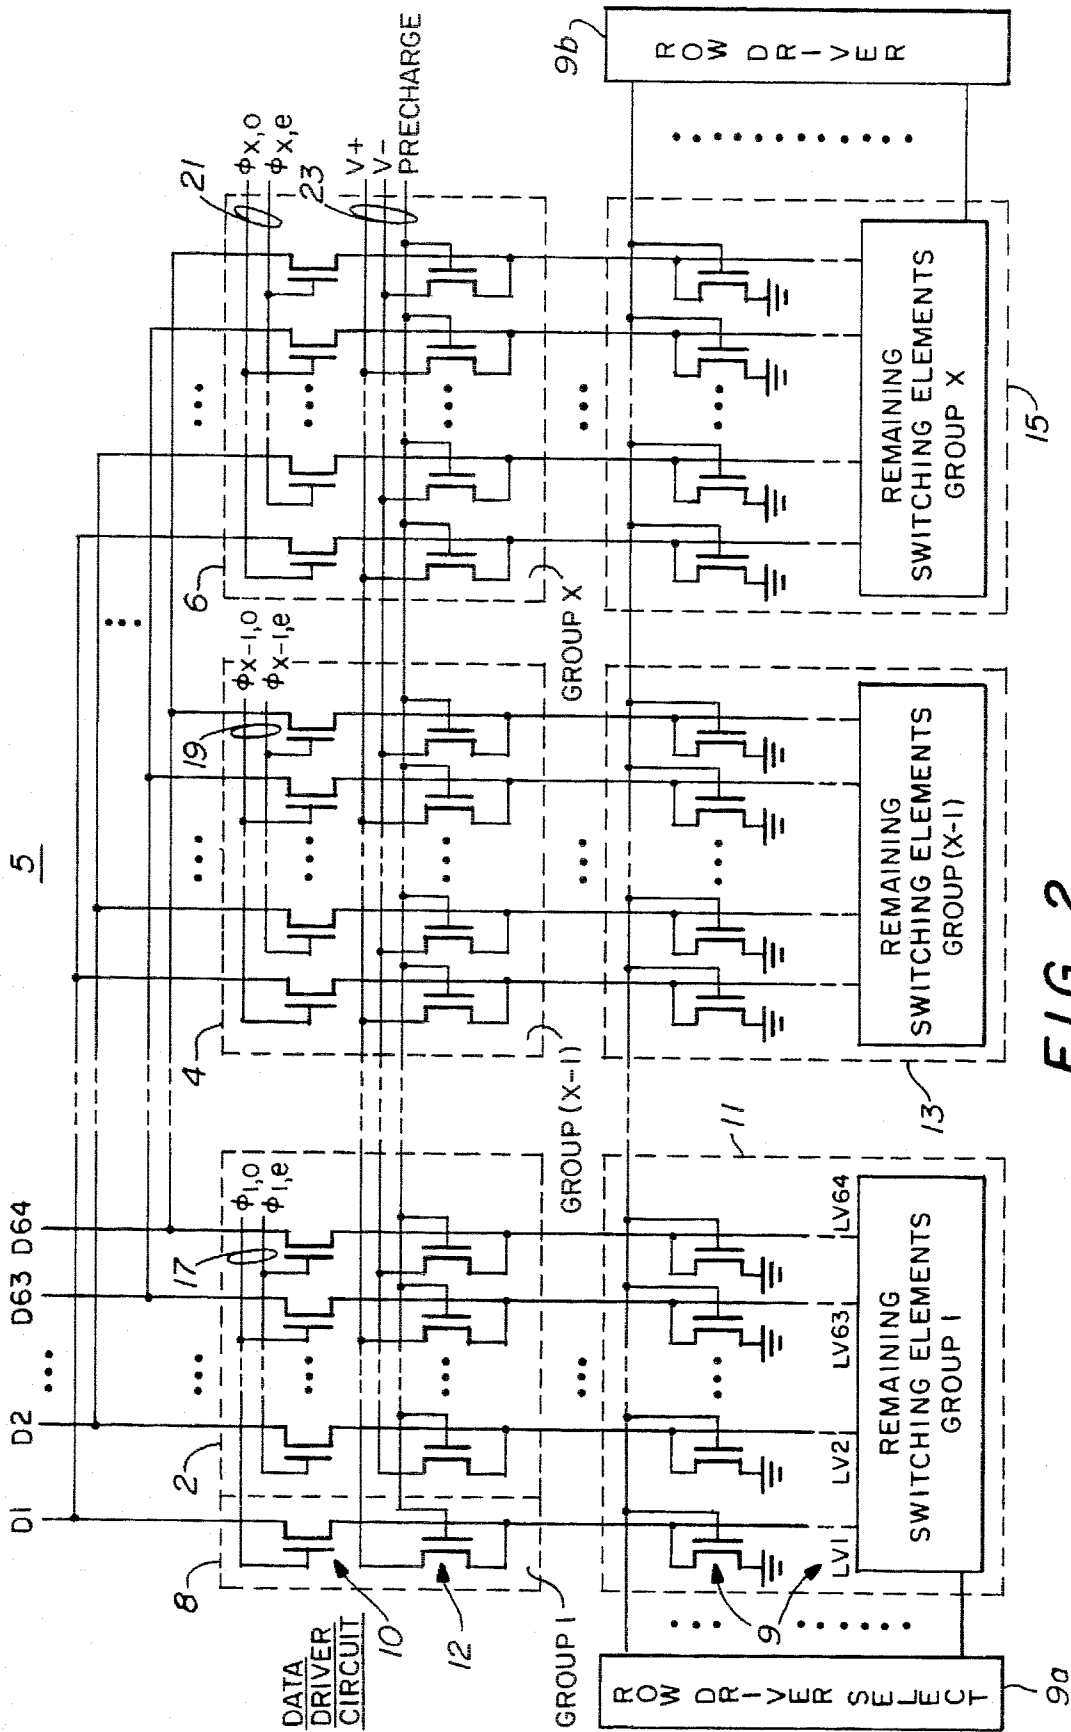 5
D1 D2 ... D63 D64
8
2
17
ϕ1,0
ϕ1,e
4
19
ϕX-1,0
ϕX-1,e
6
21
ϕX,0
ϕX,e
DATA
DRIVER
CIRCUIT
10
12
V+
V-
23
PRECHARGE
GROUP 1
GROUP (X-1)
GROUP X
ROW DRIVER SELECT
9a
9
LV1 LV2 LV63 LV64
11
REMAINING
SWITCHING ELEMENTS
GROUP 1
REMAINING
SWITCHING ELEMENTS
GROUP (X-1)
13
REMAINING
SWITCHING ELEMENTS
GROUP X
15
ROW DRIVER
9b
FIG. 2